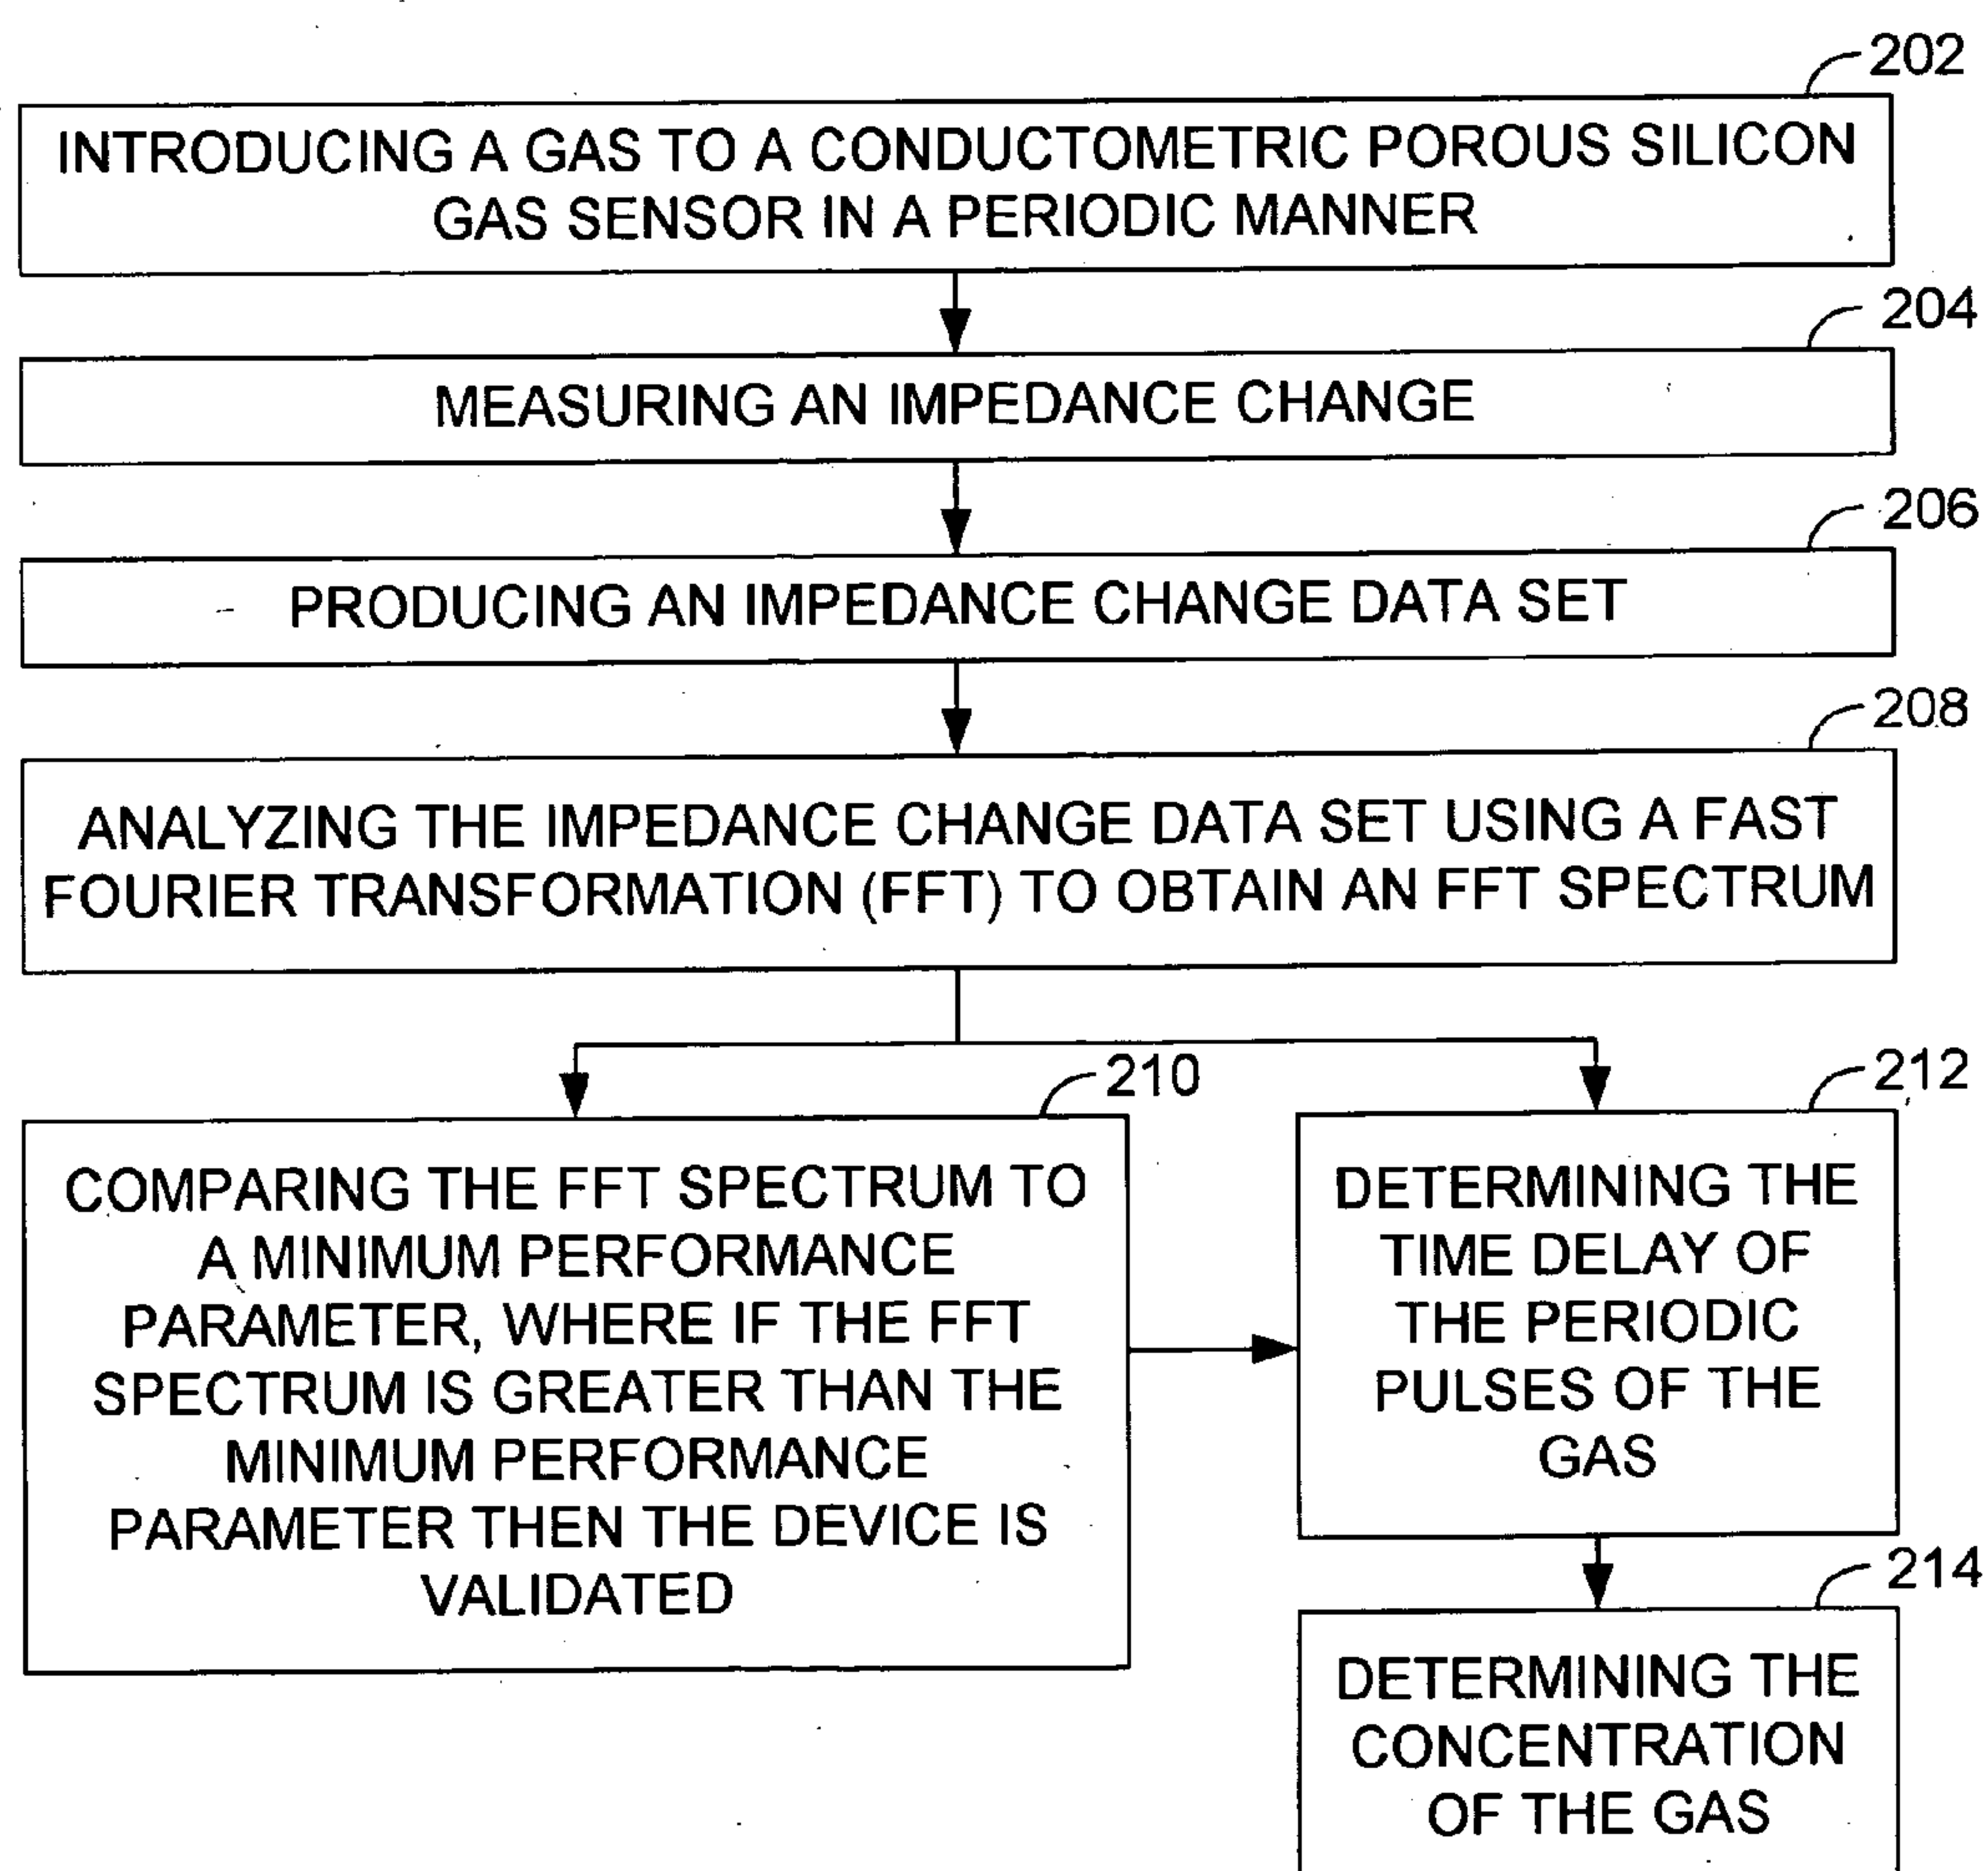 202
INTRODUCING A GAS TO A CONDUCTOMETRIC POROUS SILICON
GAS SENSOR IN A PERIODIC MANNER
204
MEASURING AN IMPEDANCE CHANGE
206
PRODUCING AN IMPEDANCE CHANGE DATA SET
208
ANALYZING THE IMPEDANCE CHANGE DATA SET USING A FAST
FOURIER TRANSFORMATION (FFT) TO OBTAIN AN FFT SPECTRUM
210
COMPARING THE FFT SPECTRUM TO
A MINIMUM PERFORMANCE
PARAMETER, WHERE IF THE FFT
SPECTRUM IS GREATER THAN THE
MINIMUM PERFORMANCE
PARAMETER THEN THE DEVICE IS
VALIDATED
212
DETERMINING THE
TIME DELAY OF
THE PERIODIC
PULSES OF THE
GAS
214
DETERMINING THE
CONCENTRATION
OF THE GAS